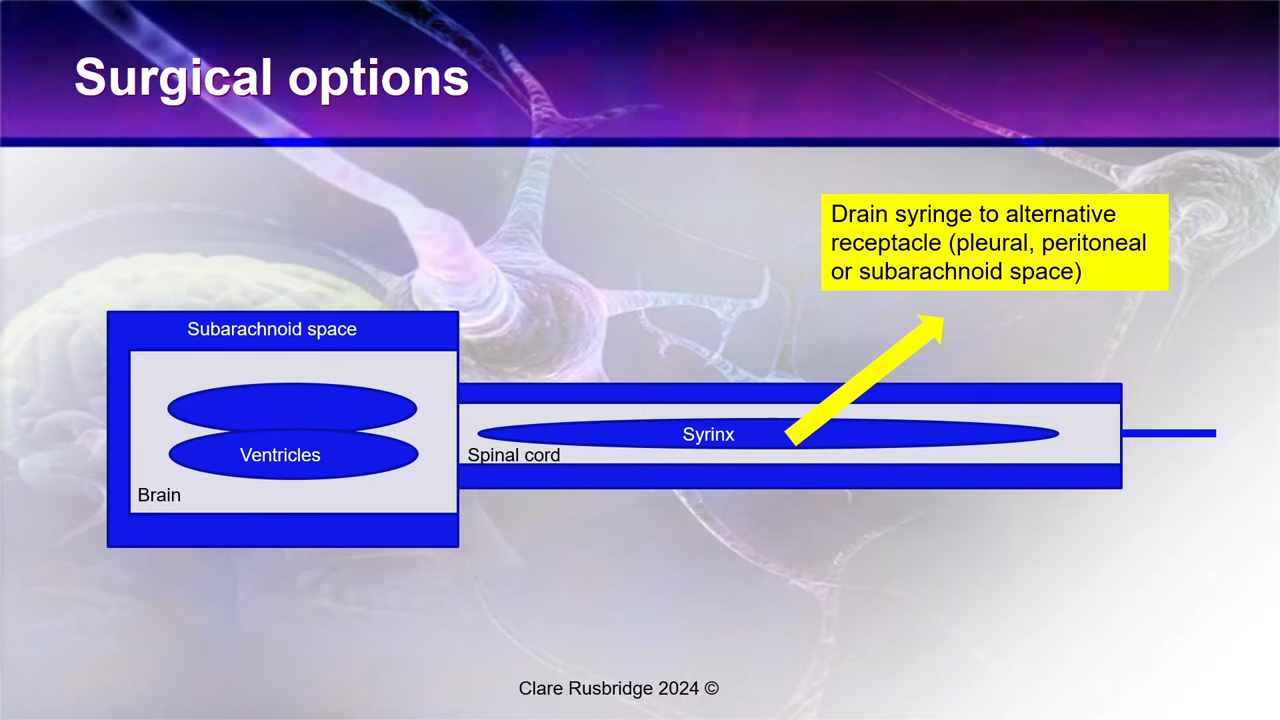 Surgical options
Drain syringe to alternative
receptacle (pleural, peritoneal
or subarachnoid space)
Subarachnoid space
Syrinx
Ventricles
Spinal cord
Brain
Clare Rusbridge 2024 ©